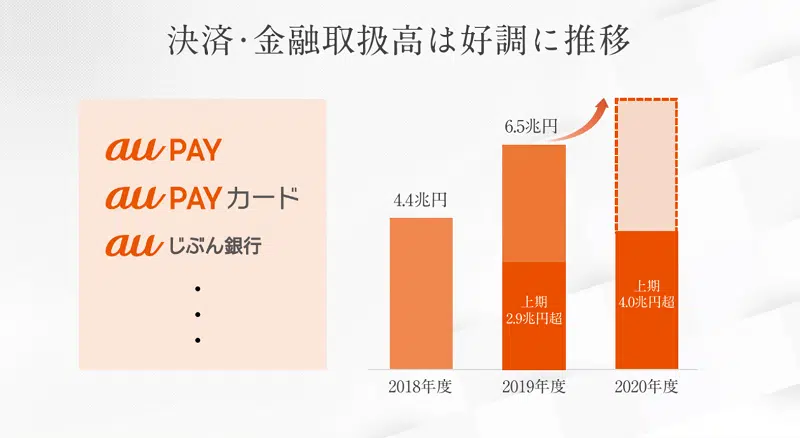 決済・金融取扱高は好調に推移
au PAY
au PAY カード
au じぶん銀行
4.4兆円
6.5兆円
上期
2.9兆円超
上期
4.0兆円超
2018年度
2019年度
2020年度